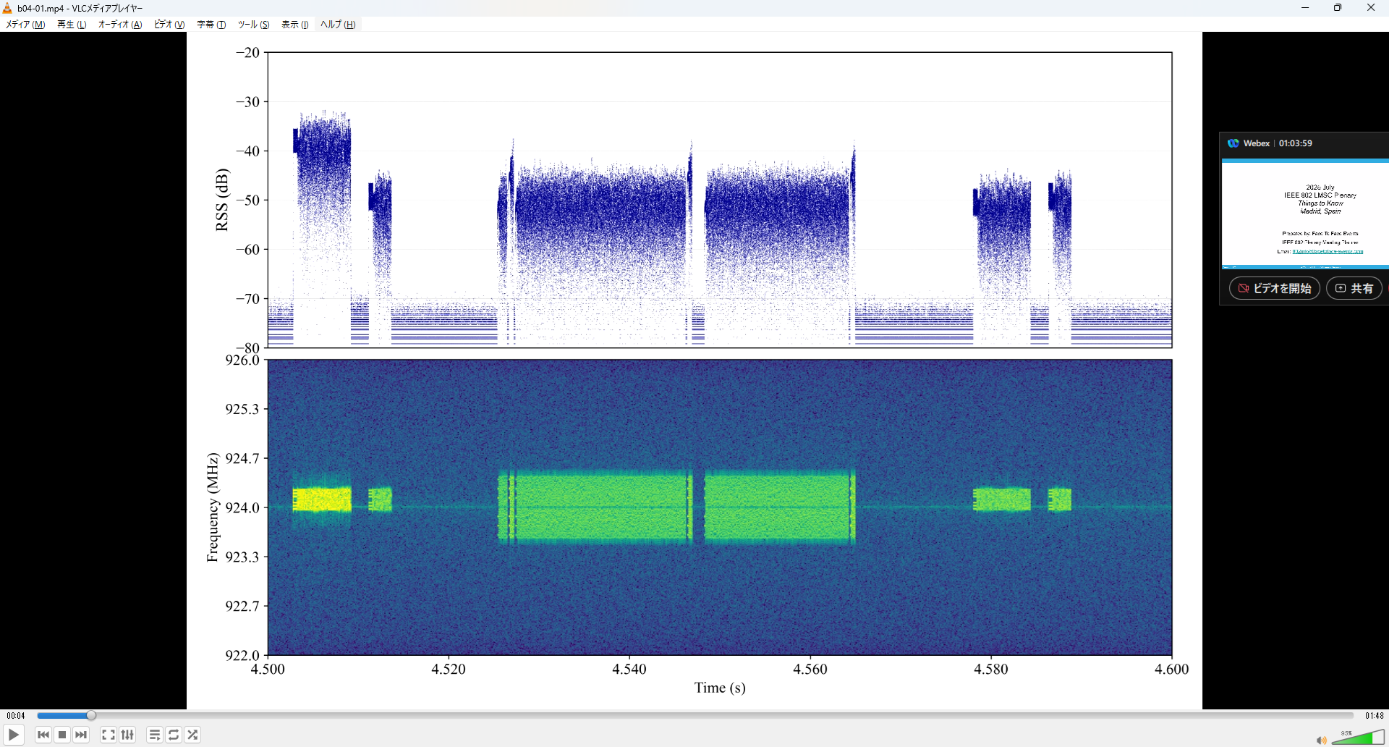 b04-01.mp4 - VLCメディアプレイヤー
メディア(M) 再生(L) オーディオ(A) ビデオ(V) 字幕(T) ツール(S) 表示(I) ヘルプ(H)
−20
−30
−40
−50
−60
−70
−80
RSS (dB)
926.0
925.3
924.7
924.0
923.3
922.7
922.0
Frequency (MHz)
4.500 4.520 4.540 4.560 4.580 4.600
Time (s)
Webex 01:03:59
2026 July
IEEE 802 LMSC Plenary
Things to Know
Madrid, Spain
ビデオを開始 共有
00:04 01:48